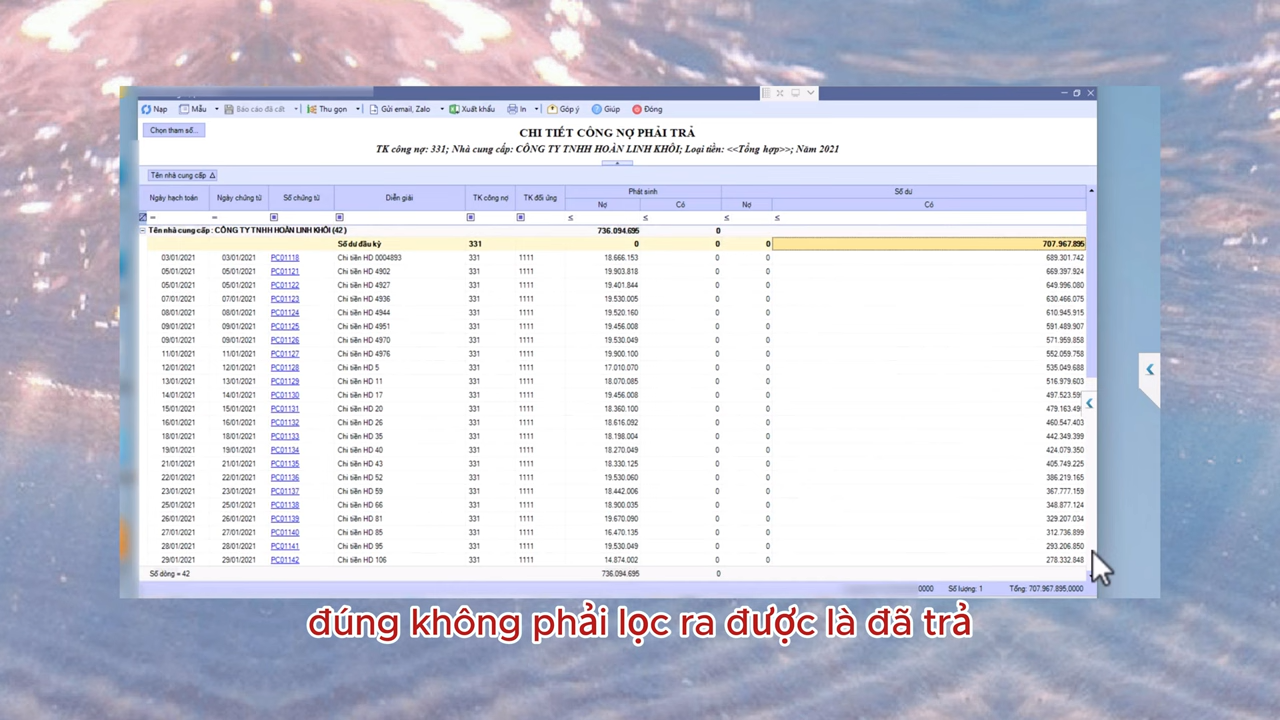 Nạp Mẫu Báo cáo đã cất Thu gọn Gửi email, Zalo Xuất khẩu In Góp ý Giúp Đóng
Chọn tham số...
CHI TIẾT CÔNG NỢ PHẢI TRẢ
TK công nợ: 331; Nhà cung cấp: CÔNG TY TNHH HOÀN LINH KHÔI; Loại tiền: <<Tổng hợp>>; Năm 2021
Tên nhà cung cấp
Ngày hạch toán Ngày chứng từ Số chứng từ Diễn giải TK công nợ TK đối ứng Phát sinh Số dư
Nợ Có Nợ Có
= = ≤ ≤ ≤ ≤
Tên nhà cung cấp : CÔNG TY TNHH HOÀN LINH KHÔI (42 ) 736.094.695 0
Số dư đầu kỳ 331 0 0 0 707.967.895
03/01/2021 03/01/2021 PC01118 Chi tiền HD 0004893 331 1111 18.666.153 0 0 689.301.742
05/01/2021 05/01/2021 PC01121 Chi tiền HD 4902 331 1111 19.903.818 0 0 669.397.924
05/01/2021 05/01/2021 PC01122 Chi tiền HD 4927 331 1111 19.401.844 0 0 649.996.080
07/01/2021 07/01/2021 PC01123 Chi tiền HD 4936 331 1111 19.530.005 0 0 630.466.075
08/01/2021 08/01/2021 PC01124 Chi tiền HD 4944 331 1111 19.520.160 0 0 610.945.915
09/01/2021 09/01/2021 PC01125 Chi tiền HD 4951 331 1111 19.456.008 0 0 591.489.907
09/01/2021 09/01/2021 PC01126 Chi tiền HD 4970 331 1111 19.530.049 0 0 571.959.858
11/01/2021 11/01/2021 PC01127 Chi tiền HD 4976 331 1111 19.900.100 0 0 552.059.758
12/01/2021 12/01/2021 PC01128 Chi tiền HD 5 331 1111 17.010.070 0 0 535.049.688
13/01/2021 13/01/2021 PC01129 Chi tiền HD 11 331 1111 18.070.085 0 0 516.979.603
14/01/2021 14/01/2021 PC01130 Chi tiền HD 17 331 1111 19.456.008 0 0 497.523.595
15/01/2021 15/01/2021 PC01131 Chi tiền HD 20 331 1111 18.360.100 0 0 479.163.495
16/01/2021 16/01/2021 PC01132 Chi tiền HD 26 331 1111 18.616.092 0 0 460.547.403
18/01/2021 18/01/2021 PC01133 Chi tiền HD 35 331 1111 18.198.004 0 0 442.349.399
19/01/2021 19/01/2021 PC01134 Chi tiền HD 40 331 1111 18.270.049 0 0 424.079.350
21/01/2021 21/01/2021 PC01135 Chi tiền HD 43 331 1111 18.330.125 0 0 405.749.225
22/01/2021 22/01/2021 PC01136 Chi tiền HD 52 331 1111 19.530.060 0 0 386.219.165
23/01/2021 23/01/2021 PC01137 Chi tiền HD 59 331 1111 18.442.006 0 0 367.777.159
25/01/2021 25/01/2021 PC01138 Chi tiền HD 66 331 1111 18.900.035 0 0 348.877.124
26/01/2021 26/01/2021 PC01139 Chi tiền HD 81 331 1111 19.670.090 0 0 329.207.034
27/01/2021 27/01/2021 PC01140 Chi tiền HD 85 331 1111 16.470.135 0 0 312.736.899
28/01/2021 28/01/2021 PC01141 Chi tiền HD 95 331 1111 19.530.049 0 0 293.206.850
29/01/2021 29/01/2021 PC01142 Chi tiền HD 106 331 1111 14.874.002 0 0 278.332.848
Số dòng = 42 736.094.695 0
0000 Số lượng: 1 Tổng: 707.967.895,0000
đúng không phải lọc ra được là đã trả